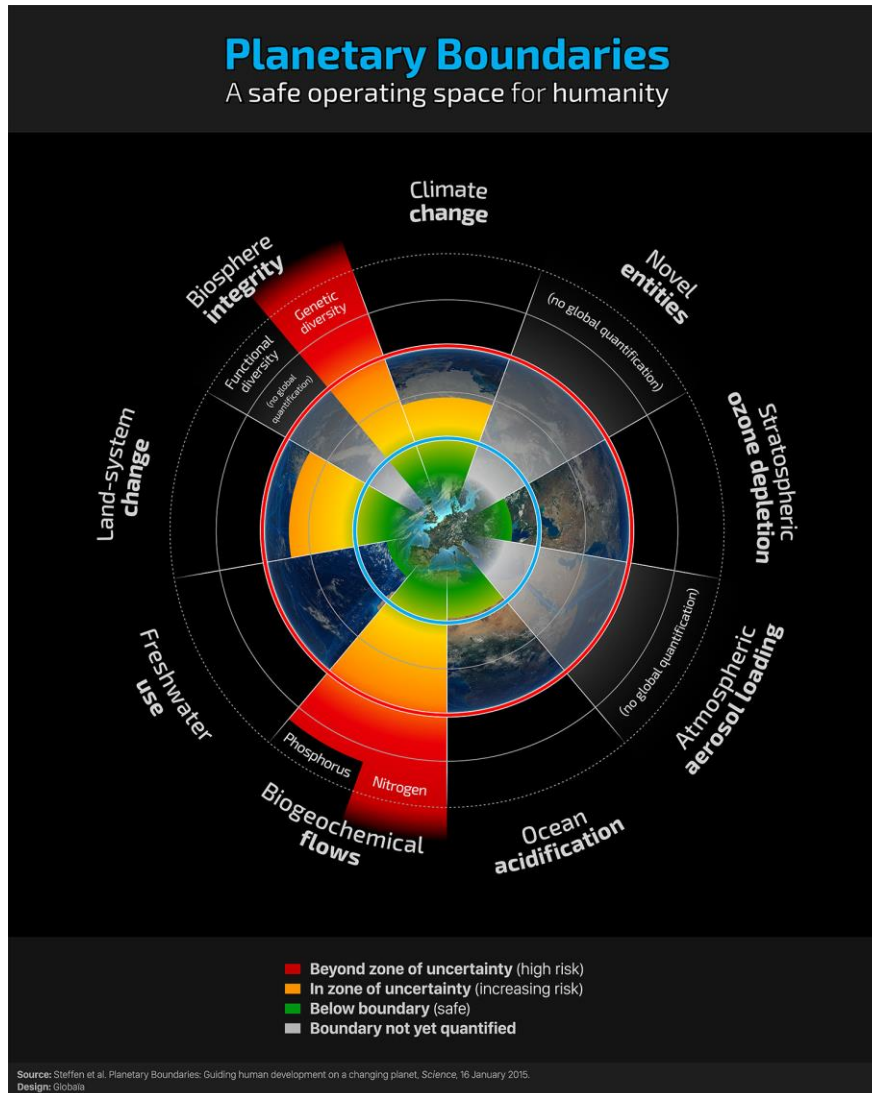 Planetary Boundaries
A safe operating space for humanity
Climate
change
Novel
entities
(no global quantification)
Stratospheric
ozone depletion
Atmospheric
aerosol loading
(no global quantification)
Ocean
acidification
Biogeochemical
flows
Phosphorus
Nitrogen
Freshwater
use
Land-system
change
Biosphere
integrity
Genetic
diversity
Functional
diversity
(no global
quantification)
Beyond zone of uncertainty (high risk)
In zone of uncertainty (increasing risk)
Below boundary (safe)
Boundary not yet quantified
Source: Steffen et al. Planetary Boundaries: Guiding human development on a changing planet, Science, 16 January 2015.
Design: Globaïa